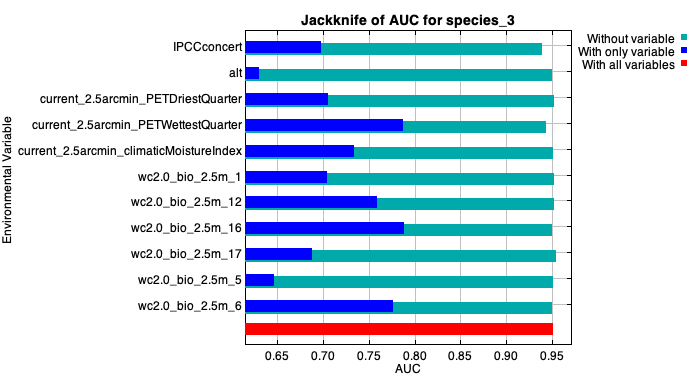 Jackknife of AUC for species_3
Without variable
With only variable
With all variables
Environmental Variable
IPCCconcert
alt
current_2.5arcmin_PETDriestQuarter
current_2.5arcmin_PETWettestQuarter
current_2.5arcmin_climaticMoistureIndex
wc2.0_bio_2.5m_1
wc2.0_bio_2.5m_12
wc2.0_bio_2.5m_16
wc2.0_bio_2.5m_17
wc2.0_bio_2.5m_5
wc2.0_bio_2.5m_6
0.65 0.70 0.75 0.80 0.85 0.90 0.95
AUC